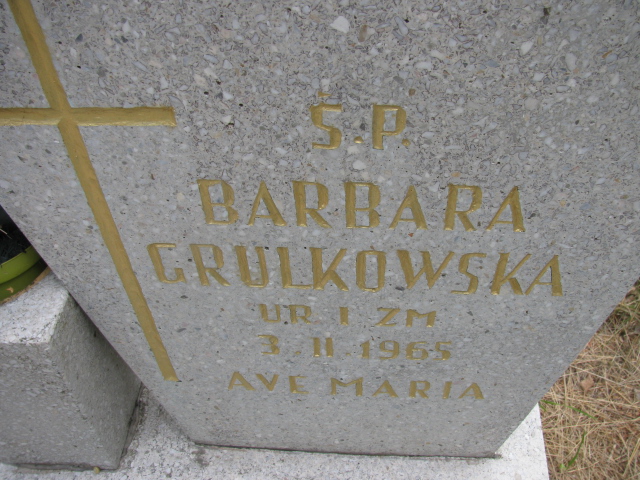 Ś.P.
BARBARA
GRULKOWSKA
UR I ZM
3.II.1965
AVE MARIA